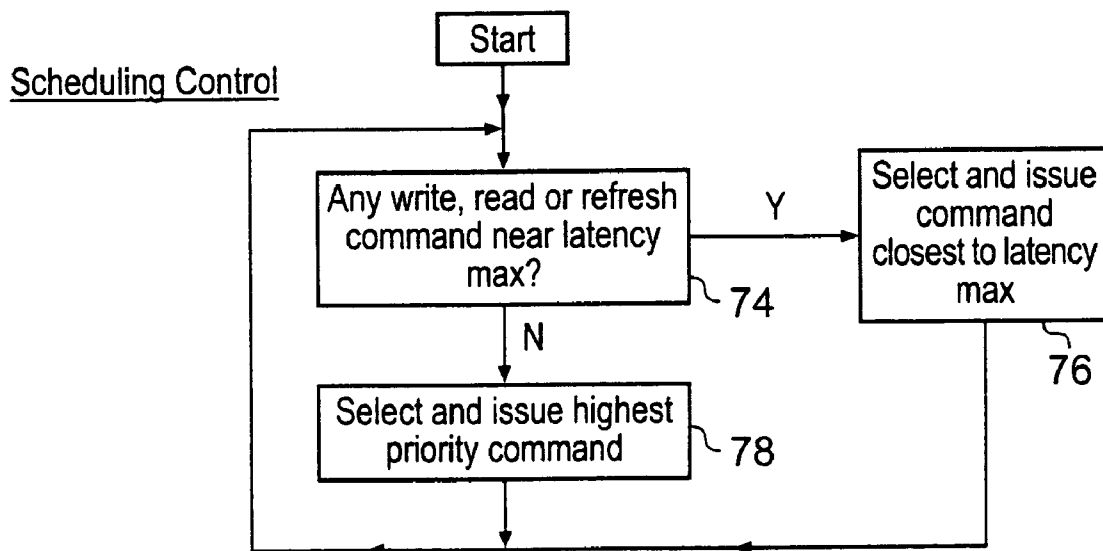 Start
Scheduling Control
Any write, read or refresh
command near latency
max?
Y
Select and issue
command
closest to latency
max
74
76
N
Select and issue highest
priority command
78